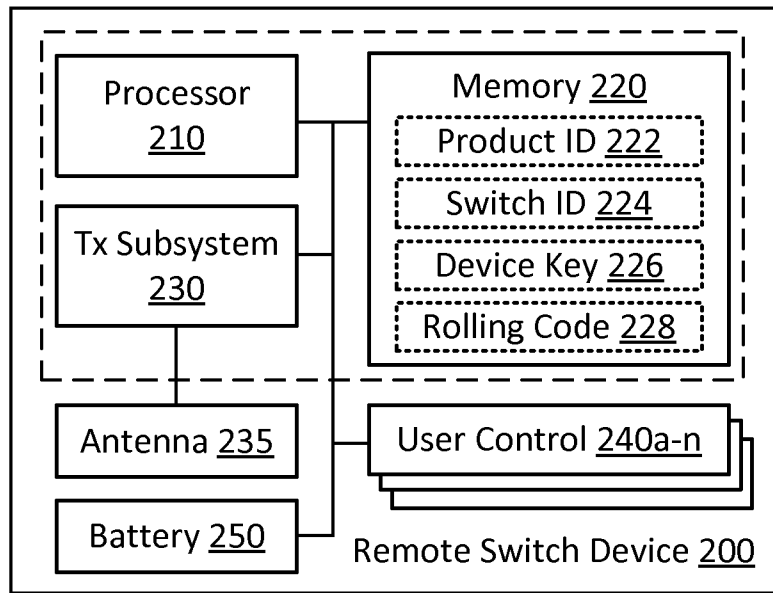 Processor
210
Memory 220
Product ID 222
Switch ID 224
Device Key 226
Rolling Code 228
Tx Subsystem
230
Antenna 235
User Control 240a-n
Battery 250
Remote Switch Device 200